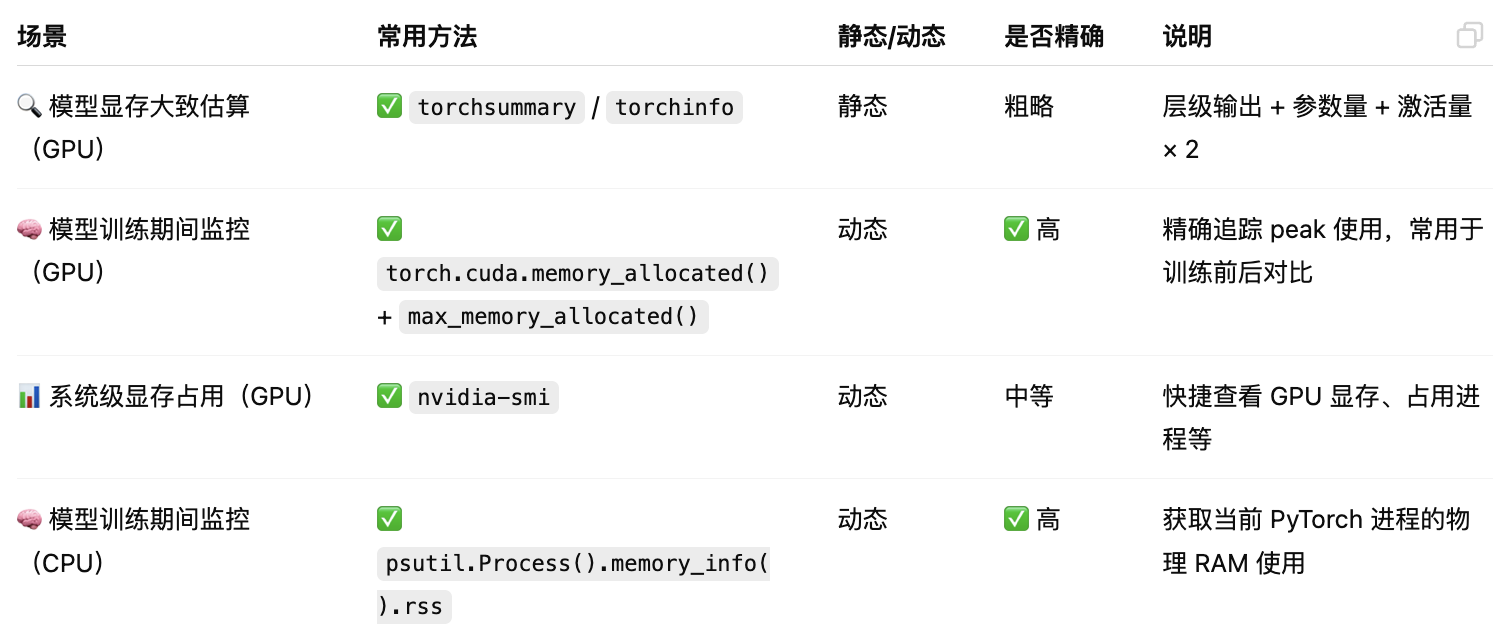 场景 常用方法 静态/动态 是否精确 说明
🔍 模型显存大致估算 ✅ torchsummary / torchinfo 静态 粗略 层级输出 + 参数量 + 激活量
（GPU） × 2
🧠 模型训练期间监控 ✅ 动态 ✅ 高 精确追踪 peak 使用，常用于
（GPU） torch.cuda.memory_allocated() 训练前后对比
+ max_memory_allocated()
📊 系统级显存占用（GPU） ✅ nvidia-smi 动态 中等 快捷查看 GPU 显存、占用进
程等
🧠 模型训练期间监控 ✅ 动态 ✅ 高 获取当前 PyTorch 进程的物
（CPU） psutil.Process().memory_info( 理 RAM 使用
).rss